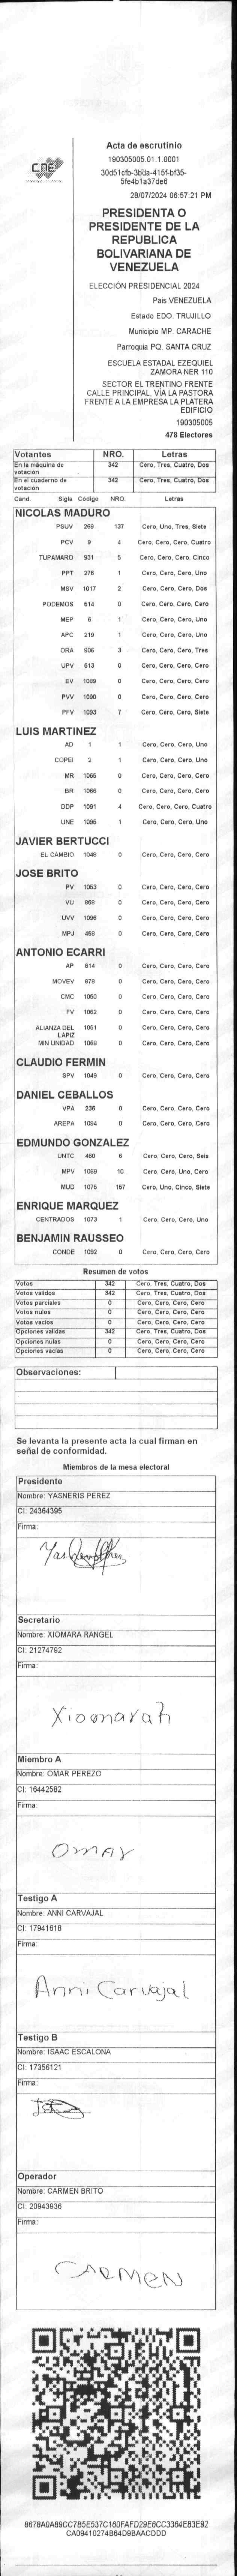 CNE
Acta de escrutinio
190305005.01.1.0001
30d51cfb-3bda-415f-bf35-
5fe4b1a37de6
28/07/2024 06:57:21 PM
PRESIDENTA O
PRESIDENTE DE LA
REPUBLICA
BOLIVARIANA DE
VENEZUELA
ELECCIÓN PRESIDENCIAL 2024
Pais VENEZUELA
Estado EDO. TRUJILLO
Municipio MP. CARACHE
Parroquia PQ. SANTA CRUZ
ESCUELA ESTADAL EZEQUIEL
ZAMORA NER 110
SECTOR EL TRENTINO FRENTE
CALLE PRINCIPAL, VÍA LA PASTORA
FRENTE A LA EMPRESA LA PLATERA
EDIFICIO
190305005
478 Electores
Votantes NRO. Letras
En la máquina de votación 342 Cero, Tres, Cuatro, Dos
En el cuaderno de votación 342 Cero, Tres, Cuatro, Dos
Cand. Sigla Código NRO. Letras
NICOLAS MADURO
PSUV 269 137 Cero, Uno, Tres, Siete
PCV 9 4 Cero, Cero, Cero, Cuatro
TUPAMARO 931 5 Cero, Cero, Cero, Cinco
PPT 276 1 Cero, Cero, Cero, Uno
MSV 1017 2 Cero, Cero, Cero, Dos
PODEMOS 514 0 Cero, Cero, Cero, Cero
MEP 6 1 Cero, Cero, Cero, Uno
APC 219 1 Cero, Cero, Cero, Uno
ORA 906 3 Cero, Cero, Cero, Tres
UPV 513 0 Cero, Cero, Cero, Cero
EV 1089 0 Cero, Cero, Cero, Cero
PVV 1090 0 Cero, Cero, Cero, Cero
PFV 1093 7 Cero, Cero, Cero, Siete
LUIS MARTINEZ
AD 1 1 Cero, Cero, Cero, Uno
COPEI 2 1 Cero, Cero, Cero, Uno
MR 1055 0 Cero, Cero, Cero, Cero
BR 1066 0 Cero, Cero, Cero, Cero
DDP 1091 4 Cero, Cero, Cero, Cuatro
UNE 1095 1 Cero, Cero, Cero, Uno
JAVIER BERTUCCI
EL CAMBIO 1048 0 Cero, Cero, Cero, Cero
JOSE BRITO
PV 1053 0 Cero, Cero, Cero, Cero
VU 868 0 Cero, Cero, Cero, Cero
UVV 1096 0 Cero, Cero, Cero, Cero
MPJ 458 0 Cero, Cero, Cero, Cero
ANTONIO ECARRI
AP 814 0 Cero, Cero, Cero, Cero
MOVEV 878 0 Cero, Cero, Cero, Cero
CMC 1050 0 Cero, Cero, Cero, Cero
FV 1062 0 Cero, Cero, Cero, Cero
ALIANZA DEL LÁPIZ 1051 0 Cero, Cero, Cero, Cero
MIN UNIDAD 1068 0 Cero, Cero, Cero, Cero
CLAUDIO FERMIN
SPV 1049 0 Cero, Cero, Cero, Cero
DANIEL CEBALLOS
VPA 235 0 Cero, Cero, Cero, Cero
AREPA 1094 0 Cero, Cero, Cero, Cero
EDMUNDO GONZALEZ
UNTC 460 6 Cero, Cero, Cero, Seis
MPV 1069 10 Cero, Cero, Uno, Cero
MUD 1075 157 Cero, Uno, Cinco, Siete
ENRIQUE MARQUEZ
CENTRADOS 1073 1 Cero, Cero, Cero, Uno
BENJAMIN RAUSSEO
CONDE 1092 0 Cero, Cero, Cero, Cero
Resumen de votos
Votos 342 Cero, Tres, Cuatro, Dos
Votos validos 342 Cero, Tres, Cuatro, Dos
Votos parciales 0 Cero, Cero, Cero, Cero
Votos nulos 0 Cero, Cero, Cero, Cero
Votos vacíos 0 Cero, Cero, Cero, Cero
Opciones validas 342 Cero, Tres, Cuatro, Dos
Opciones nulas 0 Cero, Cero, Cero, Cero
Opciones vacías 0 Cero, Cero, Cero, Cero
Observaciones:
Se levanta la presente acta la cual firman en
señal de conformidad.
Miembros de la mesa electoral
Presidente
Nombre: YASNERIS PEREZ
CI: 24364395
Firma:
Secretario
Nombre: XIOMARA RANGEL
CI: 21274792
Firma:
Xiomarah
Miembro A
Nombre: OMAR PEREZO
CI: 16442582
Firma:
OMAR
Testigo A
Nombre: ANNI CARVAJAL
CI: 17941618
Firma:
Anni Carvajal
Testigo B
Nombre: ISAAC ESCALONA
CI: 17356121
Firma:
Operador
Nombre: CARMEN BRITO
CI: 20943936
Firma:
CARMEN
8678A0A89CC7B5E537C160FAFD29E6CC3364E83E92
CA09410274B64D9BAACDDD